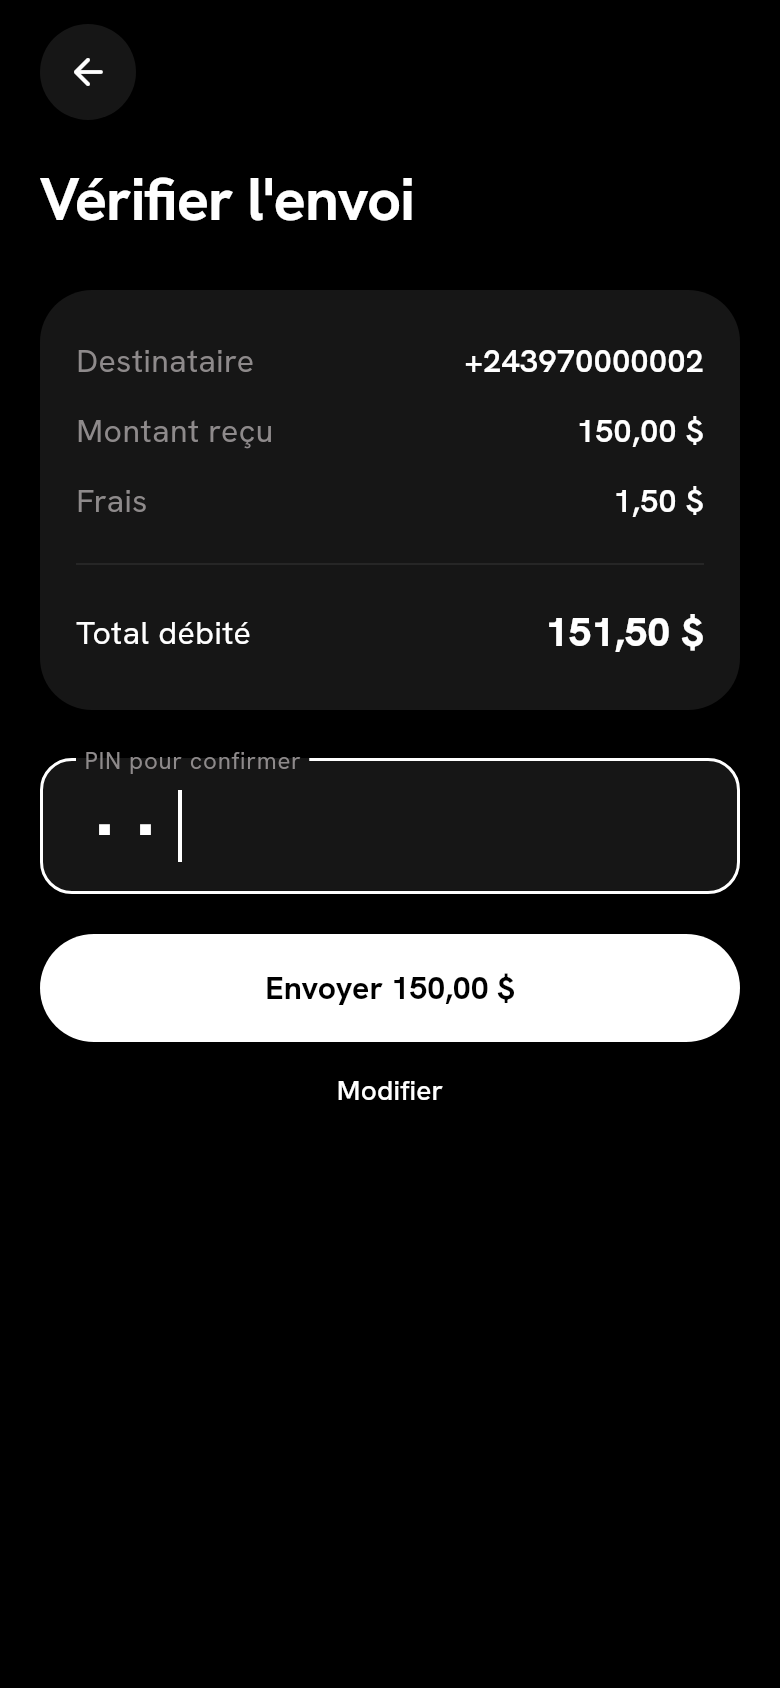 Vérifier l'envoi
Destinataire +243970000002
Montant reçu 150,00 $
Frais 1,50 $
Total débité 151,50 $
PIN pour confirmer
Envoyer 150,00 $
Modifier